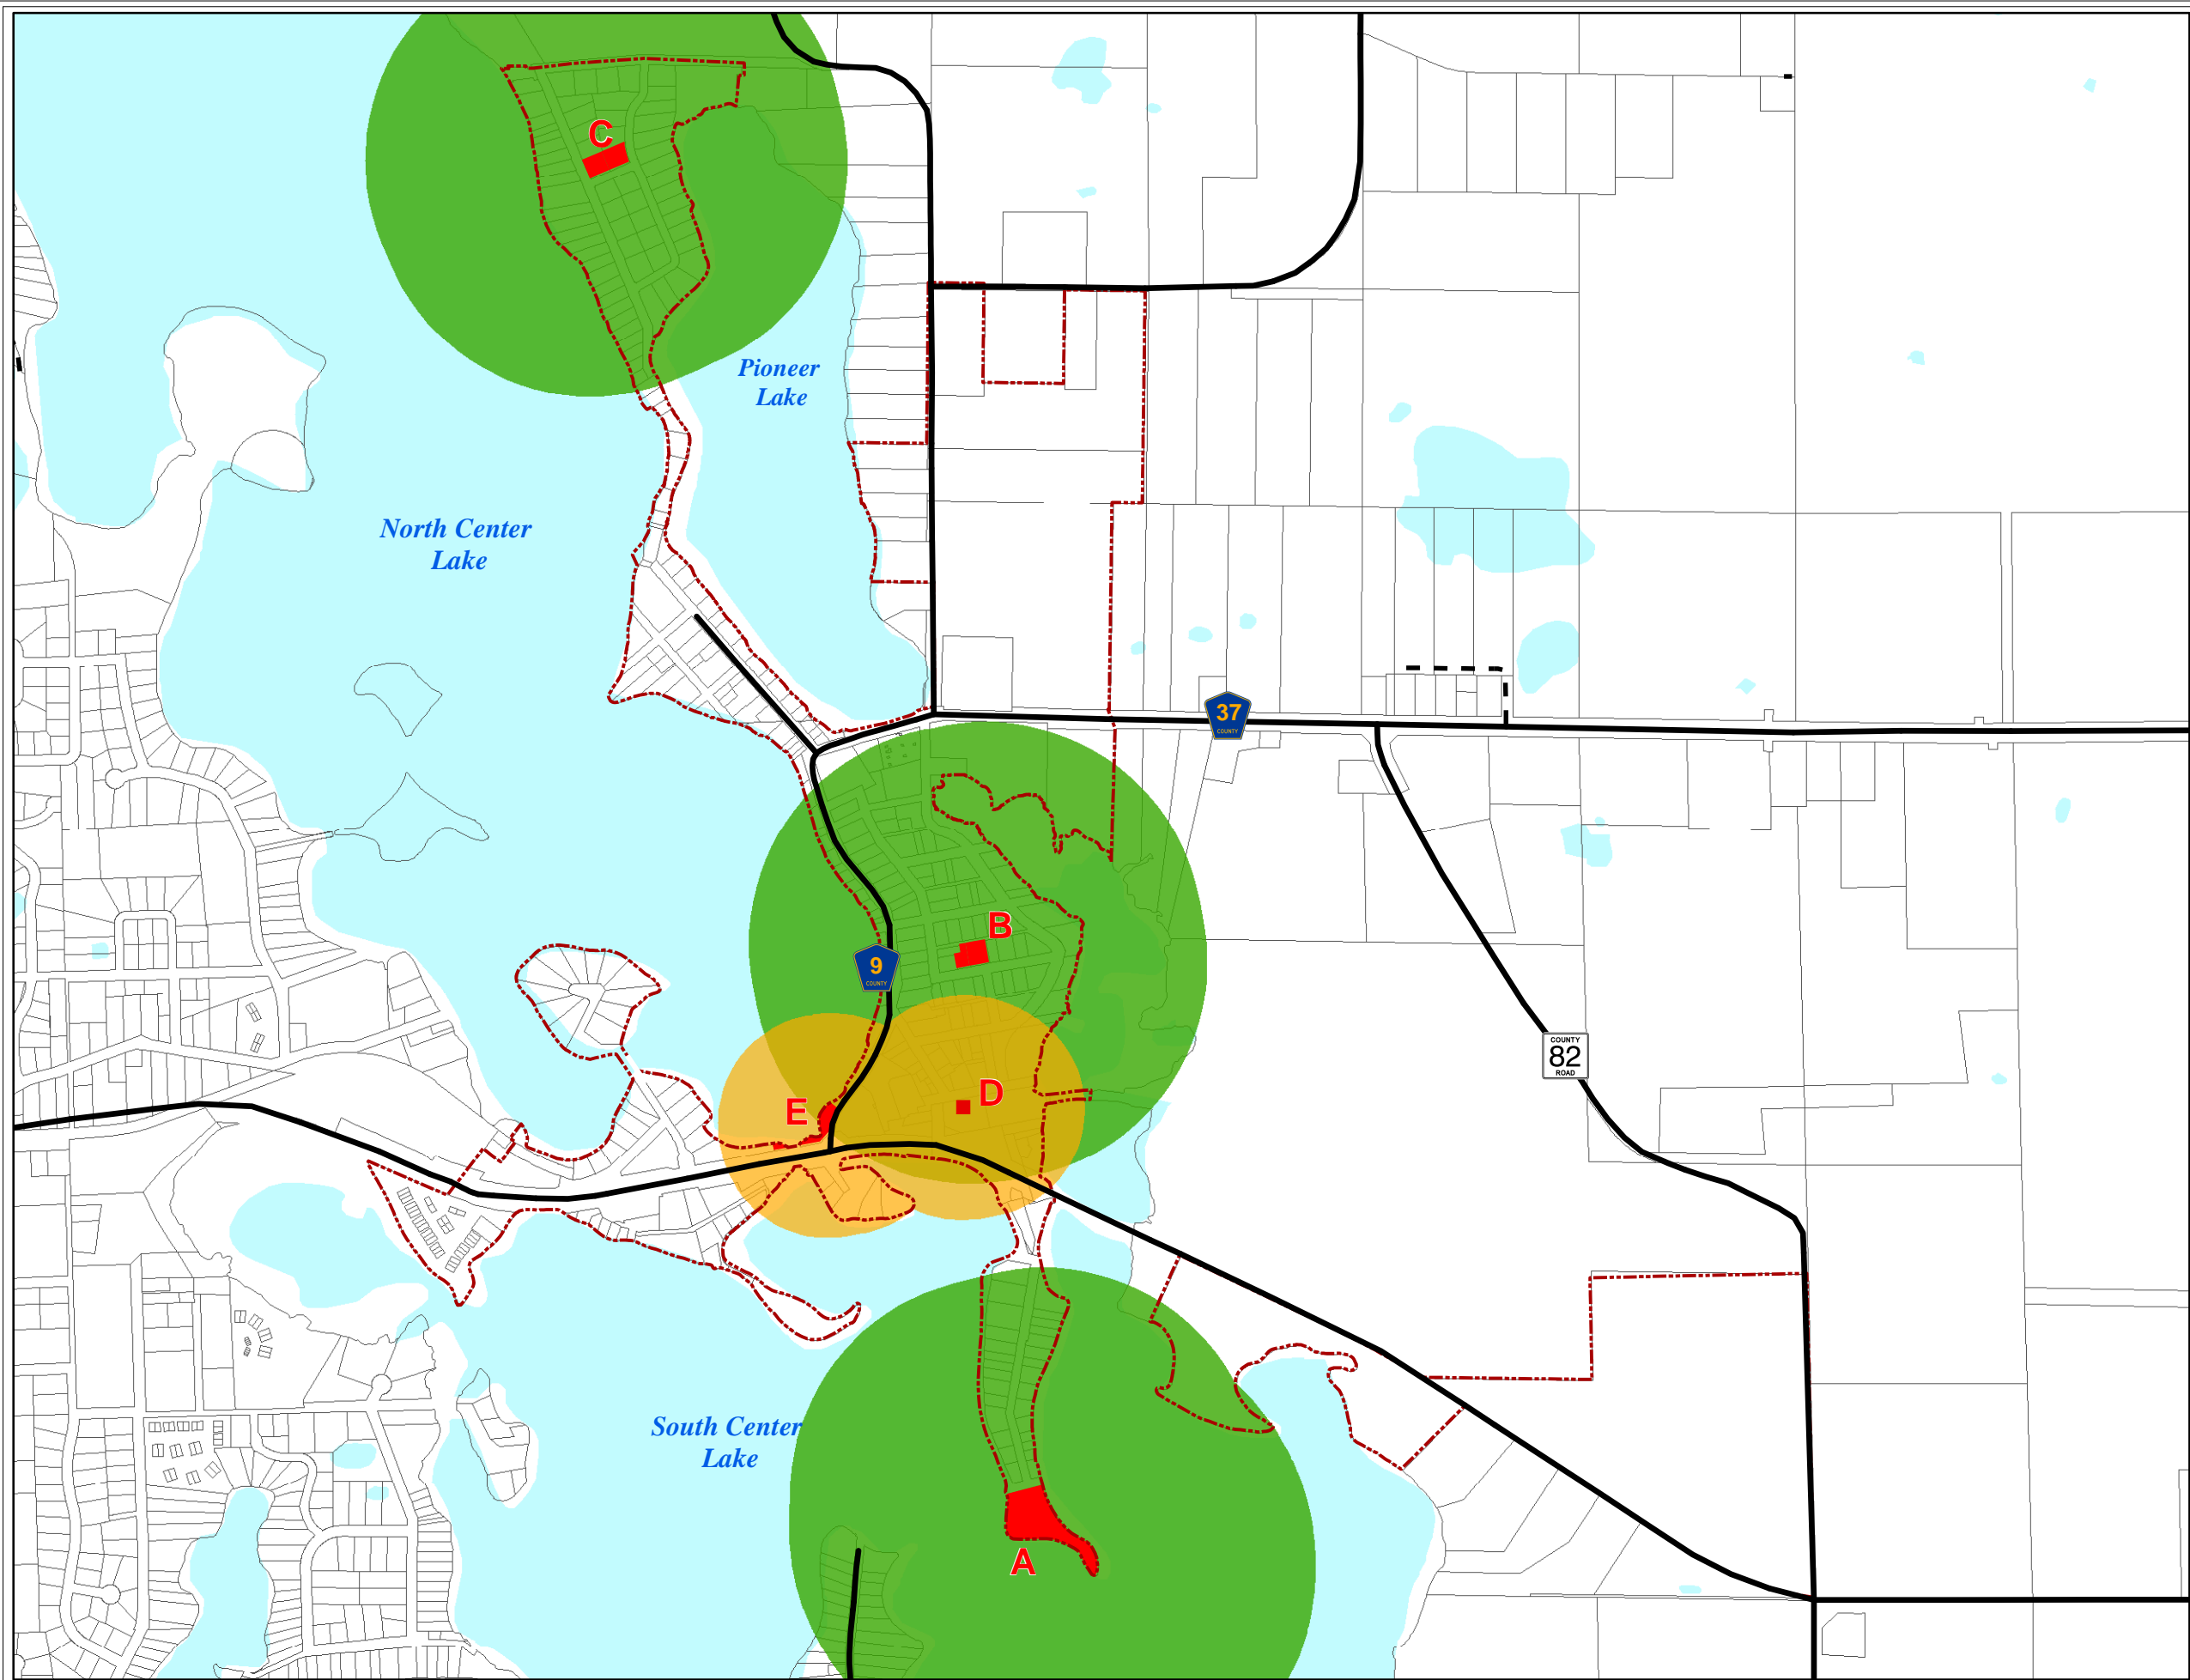 C
Pioneer
Lake
North Center
Lake
37
COUNTY
B
9
COUNTY
COUNTY
82
ROAD
D
E
South Center
Lake
A